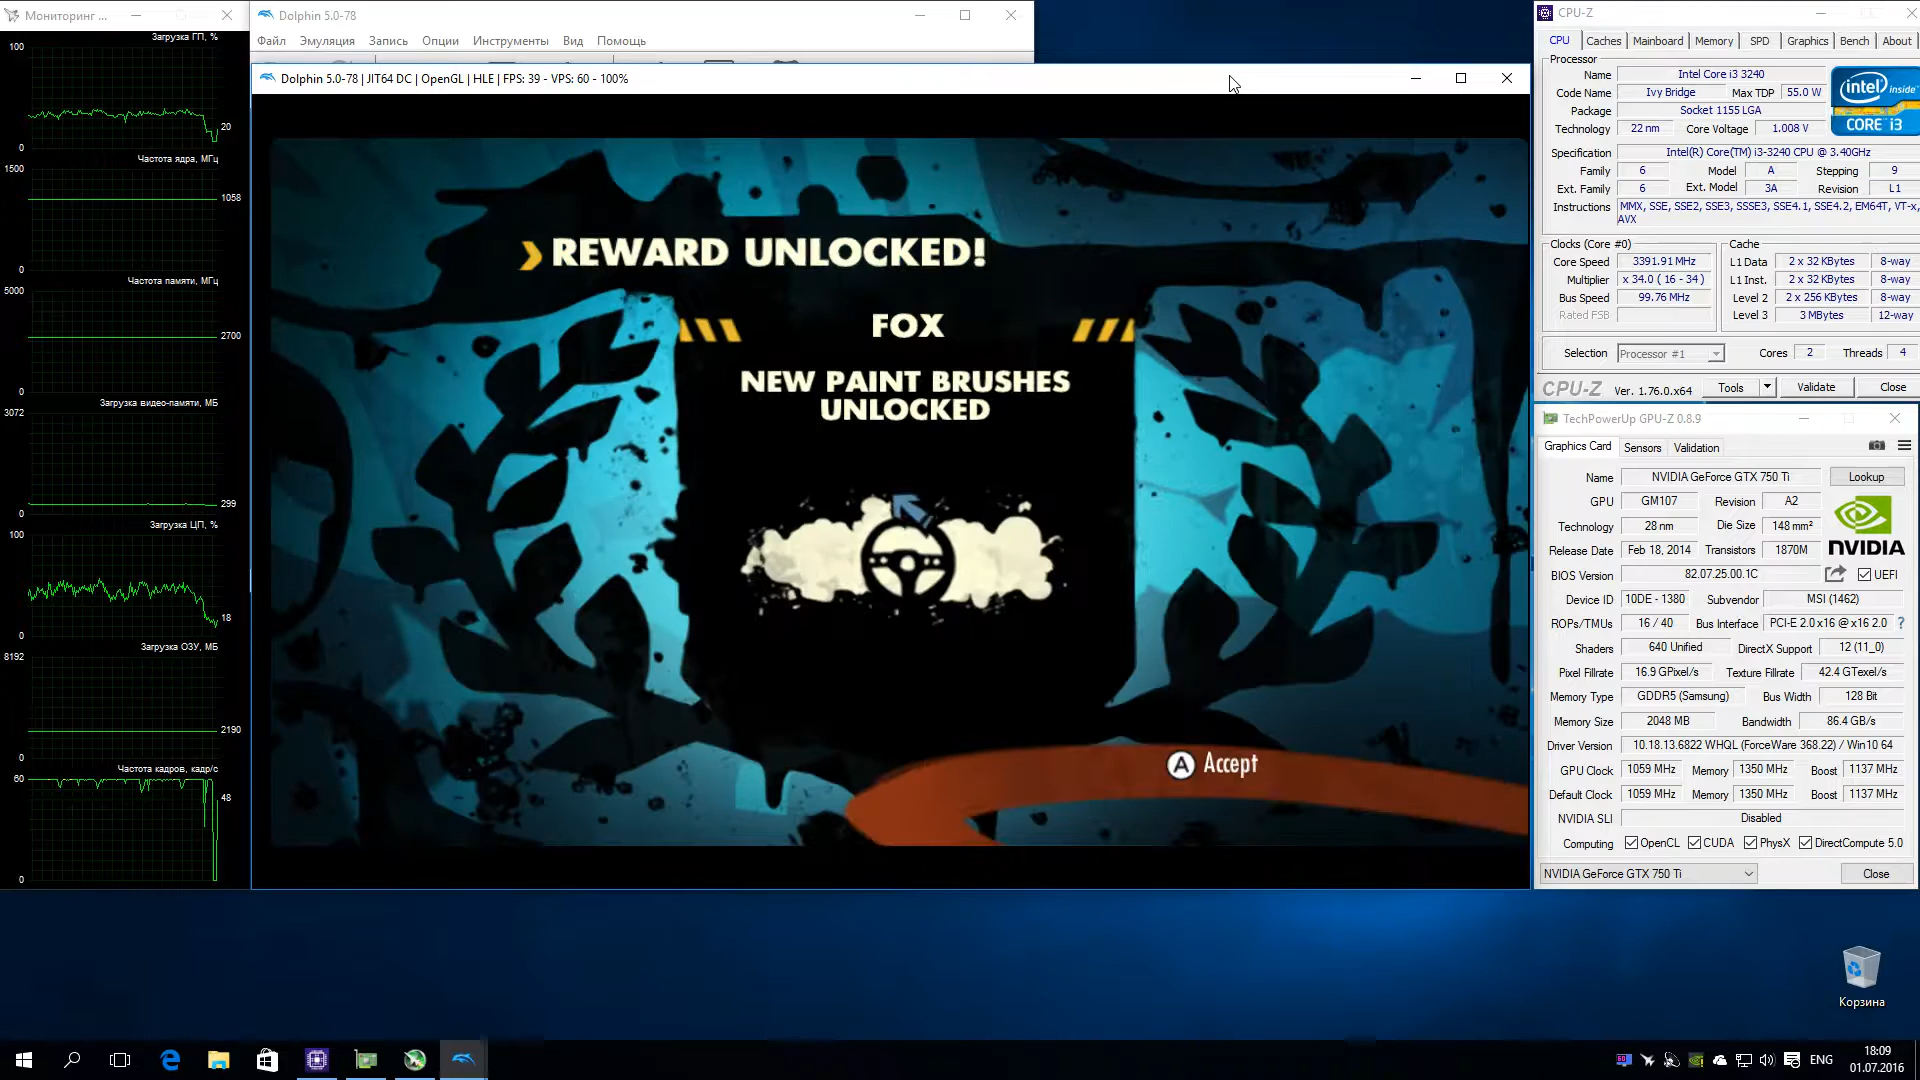 Мониторинг ...
Загрузка ГП, %
100
20
0
Частота ядра, МГц
1500
1058
0
Частота памяти, МГц
5000
2700
0
Загрузка видео-памяти, МБ
3072
299
0
Загрузка ЦП, %
100
18
0
Загрузка ОЗУ, МБ
8192
2190
0
Частота кадров, кадр/с
60
48
0
Dolphin 5.0-78
Файл Эмуляция Запись Опции Инструменты Вид Помощь
Dolphin 5.0-78 | JIT64 DC | OpenGL | HLE | FPS: 39 - VPS: 60 - 100%
REWARD UNLOCKED!
FOX
NEW PAINT BRUSHES
UNLOCKED
A Accept
CPU-Z
CPU Caches Mainboard Memory SPD Graphics Bench About
Processor
Name Intel Core i3 3240
Code Name Ivy Bridge Max TDP 55.0 W
Package Socket 1155 LGA
Technology 22 nm Core Voltage 1.008 V
intel inside
CORE i3
Specification Intel(R) Core(TM) i3-3240 CPU @ 3.40GHz
Family 6 Model A Stepping 9
Ext. Family 6 Ext. Model 3A Revision L1
Instructions MMX, SSE, SSE2, SSE3, SSSE3, SSE4.1, SSE4.2, EM64T, VT-x,
AVX
Clocks (Core #0)
Core Speed 3391.91 MHz
Multiplier x 34.0 ( 16 - 34 )
Bus Speed 99.76 MHz
Rated FSB
Cache
L1 Data 2 x 32 KBytes 8-way
L1 Inst. 2 x 32 KBytes 8-way
Level 2 2 x 256 KBytes 8-way
Level 3 3 MBytes 12-way
Selection Processor #1 Cores 2 Threads 4
CPU-Z Ver. 1.76.0.x64 Tools Validate Close
TechPowerUp GPU-Z 0.8.9
Graphics Card Sensors Validation
Name NVIDIA GeForce GTX 750 Ti Lookup
GPU GM107 Revision A2
Technology 28 nm Die Size 148 mm²
Release Date Feb 18, 2014 Transistors 1870M
NVIDIA
BIOS Version 82.07.25.00.1C UEFI
Device ID 10DE - 1380 Subvendor MSI (1462)
ROPs/TMUs 16 / 40 Bus Interface PCI-E 2.0 x16 @ x16 2.0 ?
Shaders 640 Unified DirectX Support 12 (11_0)
Pixel Fillrate 16.9 GPixel/s Texture Fillrate 42.4 GTexel/s
Memory Type GDDR5 (Samsung) Bus Width 128 Bit
Memory Size 2048 MB Bandwidth 86.4 GB/s
Driver Version 10.18.13.6822 WHQL (ForceWare 368.22) / Win10 64
GPU Clock 1059 MHz Memory 1350 MHz Boost 1137 MHz
Default Clock 1059 MHz Memory 1350 MHz Boost 1137 MHz
NVIDIA SLI Disabled
Computing OpenCL CUDA PhysX DirectCompute 5.0
NVIDIA GeForce GTX 750 Ti Close
Корзина
ENG
18:09
01.07.2016